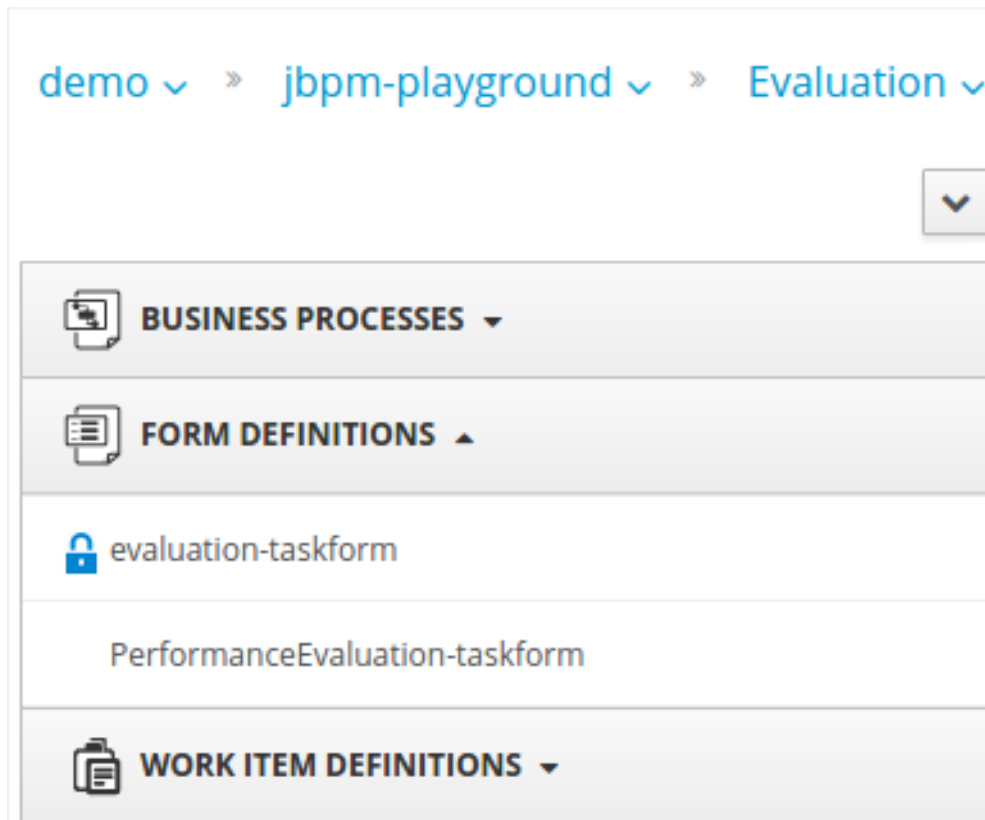 demo » jbpm-playground » Evaluation
BUSINESS PROCESSES
FORM DEFINITIONS
evaluation-taskform
PerformanceEvaluation-taskform
WORK ITEM DEFINITIONS